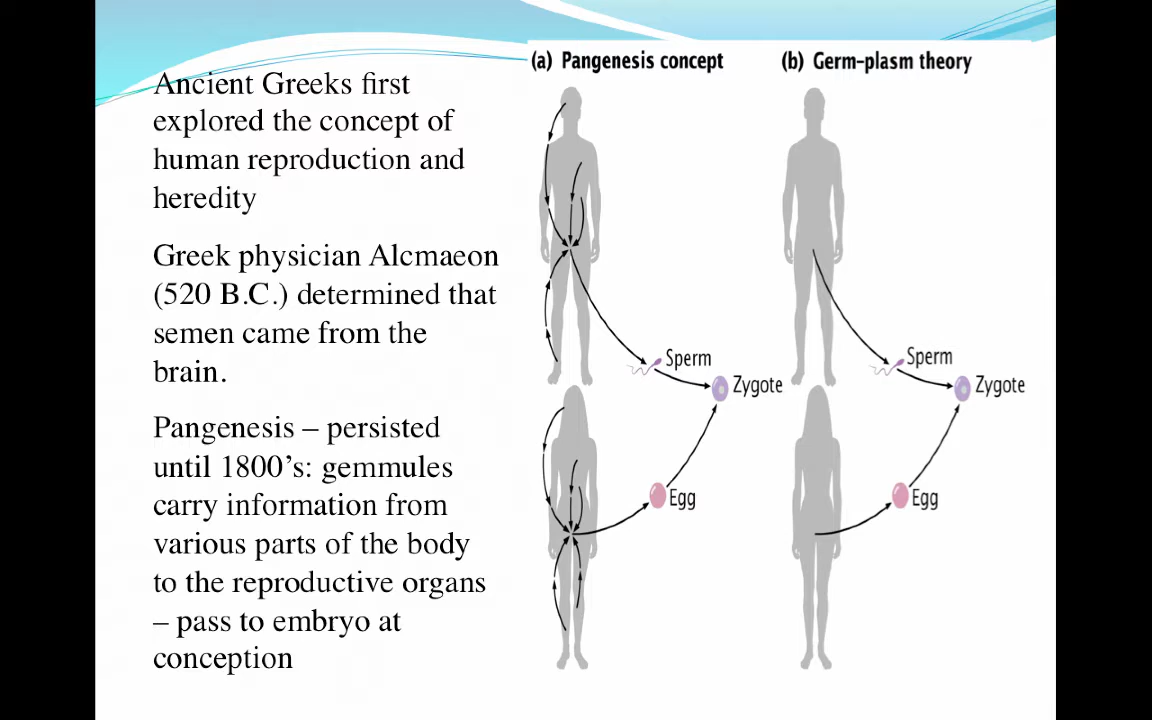 Ancient Greeks first
explored the concept of
human reproduction and
heredity
Greek physician Alcmaeon
(520 B.C.) determined that
semen came from the
brain.
Pangenesis – persisted
until 1800’s: gemmules
carry information from
various parts of the body
to the reproductive organs
– pass to embryo at
conception
(a) Pangenesis concept
Sperm
Zygote
Egg
(b) Germ–plasm theory
Sperm
Zygote
Egg